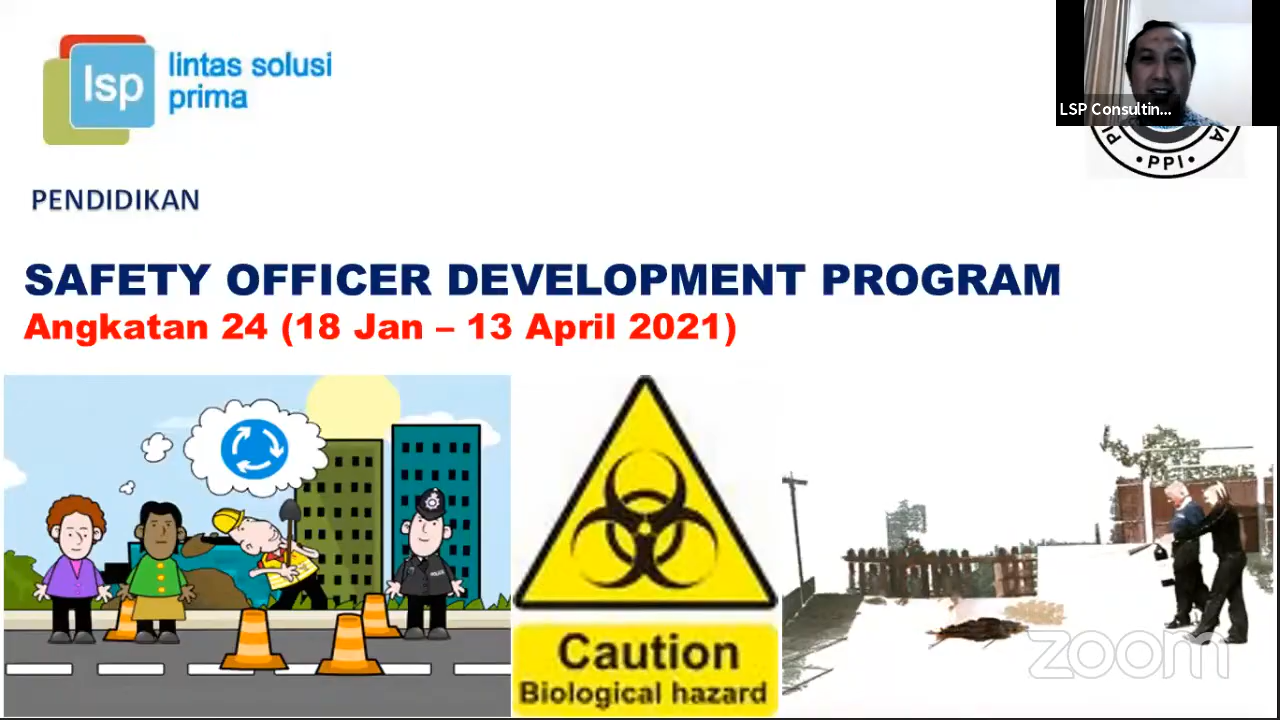 lsp
lintas solusi
prima
LSP Consultin...
PPI
PENDIDIKAN
SAFETY OFFICER DEVELOPMENT PROGRAM
Angkatan 24 (18 Jan – 13 April 2021)
POLICE
Caution
Biological hazard
zoom